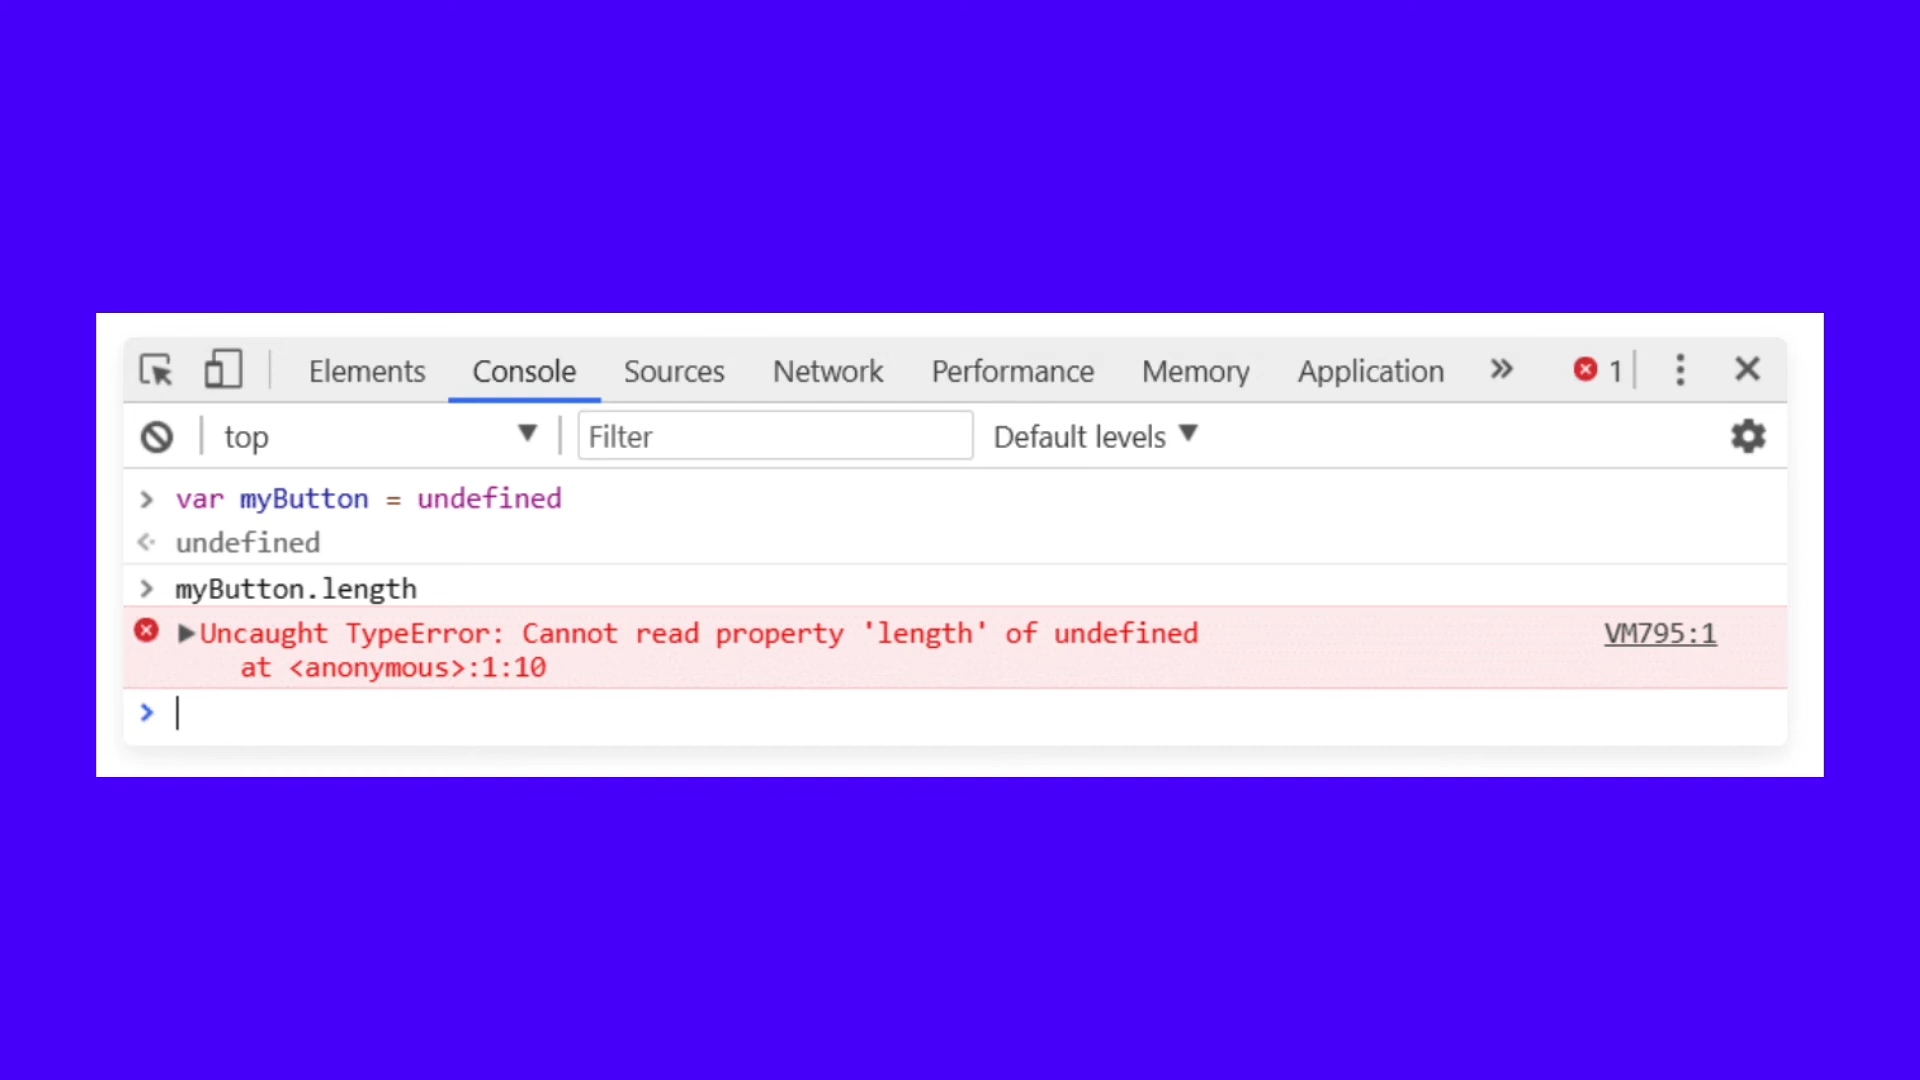 Elements Console Sources Network Performance Memory Application » 1
top Filter Default levels
> var myButton = undefined
undefined
> myButton.length
Uncaught TypeError: Cannot read property 'length' of undefined VM795:1
at <anonymous>:1:10
>